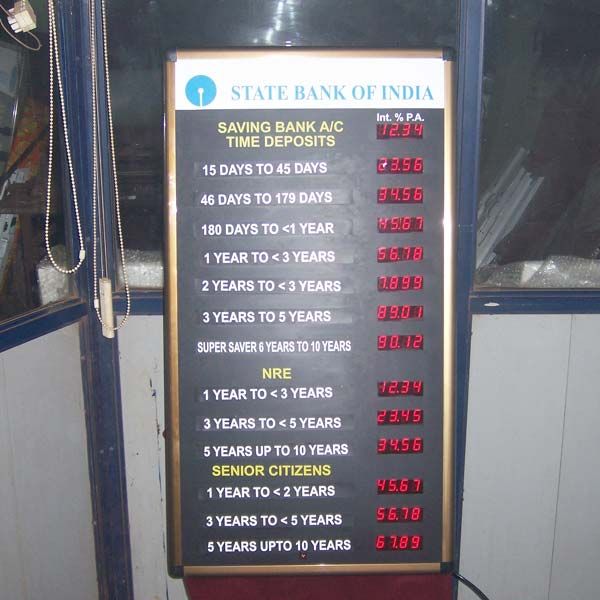 STATE BANK OF INDIA
Int. % P.A.
SAVING BANK A/C 12.34
TIME DEPOSITS
15 DAYS TO 45 DAYS 23.56
46 DAYS TO 179 DAYS 34.56
180 DAYS TO <1 YEAR 45.67
1 YEAR TO < 3 YEARS 56.78
2 YEARS TO < 3 YEARS 7.899
3 YEARS TO 5 YEARS 89.01
SUPER SAVER 6 YEARS TO 10 YEARS 90.12
NRE
1 YEAR TO < 3 YEARS 12.34
3 YEARS TO < 5 YEARS 23.45
5 YEARS UP TO 10 YEARS 34.56
SENIOR CITIZENS
1 YEAR TO < 2 YEARS 45.67
3 YEARS TO < 5 YEARS 56.78
5 YEARS UPTO 10 YEARS 67.89